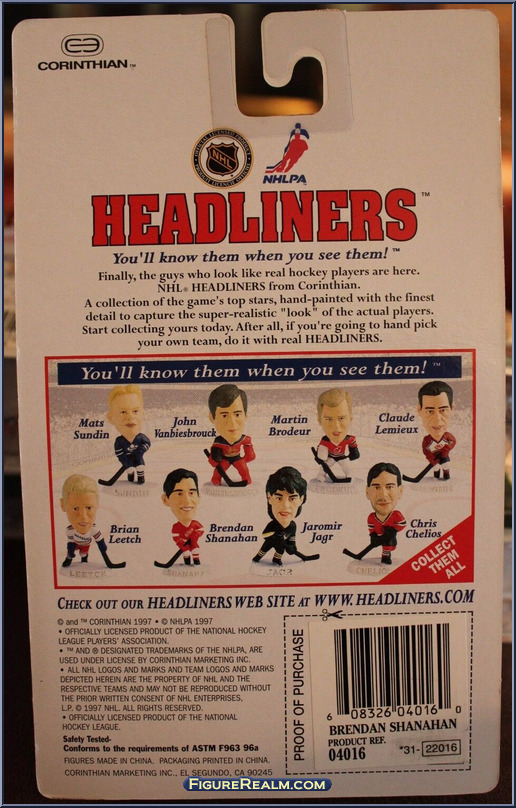 CORINTHIAN™
NHL
NHLPA™
HEADLINERS™
You'll know them when you see them! ™
Finally, the guys who look like real hockey players are here.
NHL® HEADLINERS from Corinthian.
A collection of the game's top stars, hand-painted with the finest
detail to capture the super-realistic "look" of the actual players.
Start collecting yours today. After all, if you're going to hand pick
your own team, do it with real HEADLINERS.
You'll know them when you see them! ™
Mats
Sundin
John
Vanbiesbrouck
Martin
Brodeur
Claude
Lemieux
Brian
Leetch
Brendan
Shanahan
Jaromir
Jagr
Chris
Chelios
LEETCH
JAGR
COLLECT
THEM
ALL
CHECK OUT OUR HEADLINERS WEB SITE AT WWW.HEADLINERS.COM
© and ™ CORINTHIAN 1997 • © NHLPA 1997
• OFFICIALLY LICENSED PRODUCT OF THE NATIONAL HOCKEY
LEAGUE PLAYERS' ASSOCIATION.
• ™ AND ® DESIGNATED TRADEMARKS OF THE NHLPA, ARE
USED UNDER LICENSE BY CORINTHIAN MARKETING INC.
• ALL NHL LOGOS AND MARKS AND TEAM LOGOS AND MARKS
DEPICTED HEREIN ARE THE PROPERTY OF NHL AND THE
RESPECTIVE TEAMS AND MAY NOT BE REPRODUCED WITHOUT
THE PRIOR WRITTEN CONSENT OF NHL ENTERPRISES,
L.P. © 1997 NHL. ALL RIGHTS RESERVED.
• OFFICIALLY LICENSED PRODUCT OF THE NATIONAL
HOCKEY LEAGUE.
Safety Tested-
Conforms to the requirements of ASTM F963 96a
FIGURES MADE IN CHINA. PACKAGING PRINTED IN CHINA.
CORINTHIAN MARKETING INC., EL SEGUNDO, CA 90245
PROOF OF PURCHASE
6 08326 04016 0
BRENDAN SHANAHAN
PRODUCT REF.
04016
*31- 22016
FIGUREREALM.COM